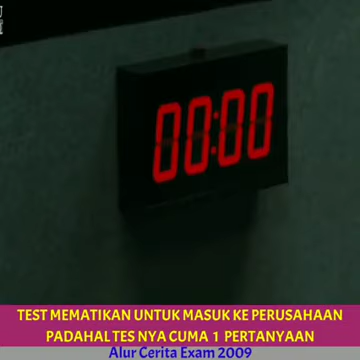 00:00
TEST MEMATIKAN UNTUK MASUK KE PERUSAHAAN
PADAHAL TES NYA CUMA 1 PERTANYAAN
Alur Cerita Exam 2009